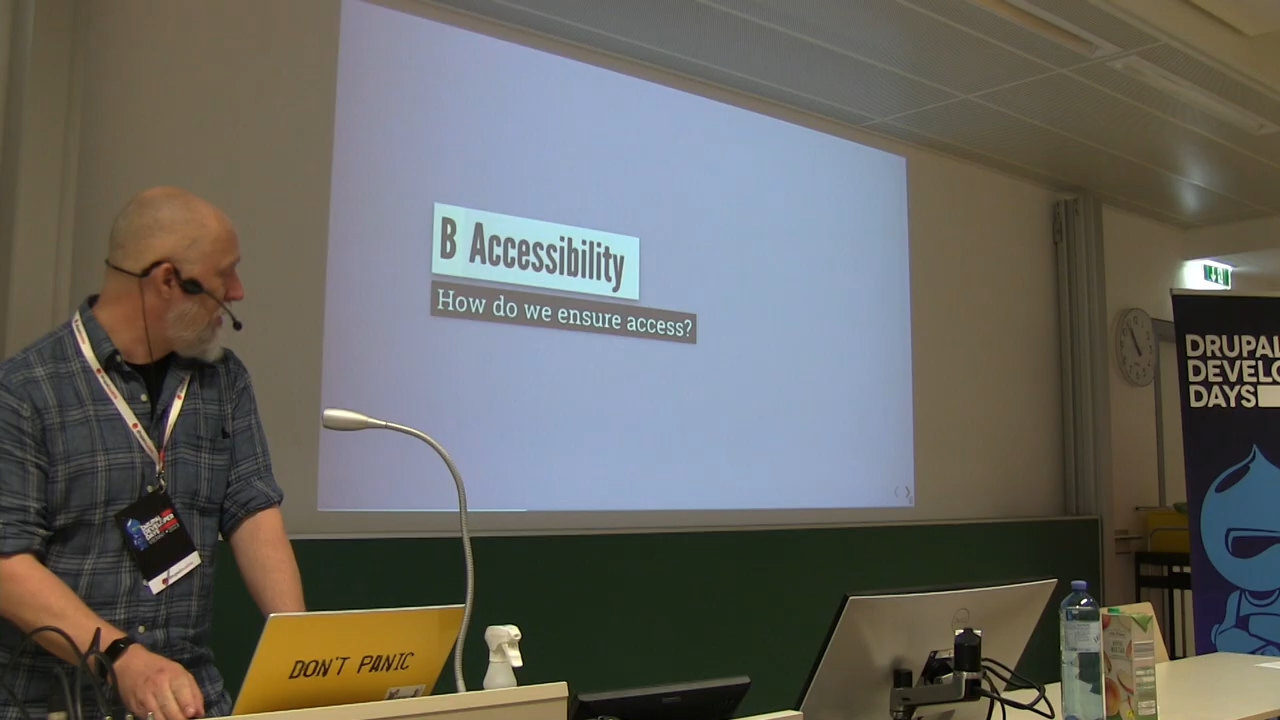 B Accessibility
How do we ensure access?
DRUPAL
DEVELO
DAYS
DON'T PANIC